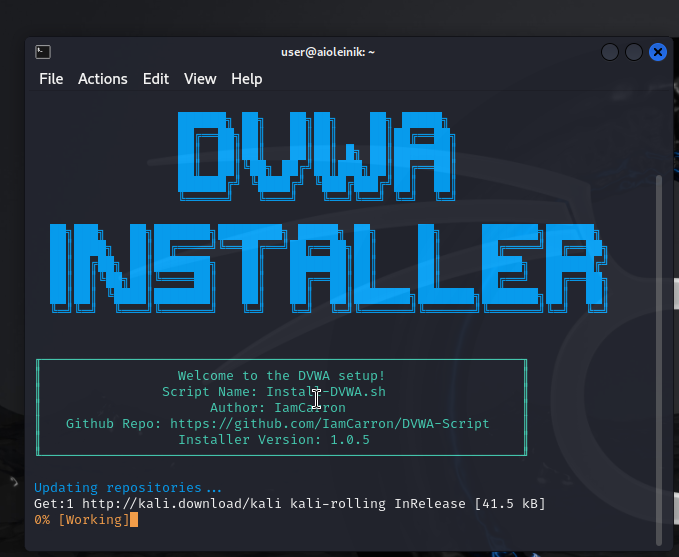 user@aioleinik: ~
File Actions Edit View Help
DVWA
INSTALLER
Welcome to the DVWA setup!
Script Name: Install-DVWA.sh
Author: IamCarron
Github Repo: https://github.com/IamCarron/DVWA-Script
Installer Version: 1.0.5
Updating repositories...
Get:1 http://kali.download/kali kali-rolling InRelease [41.5 kB]
0% [Working]